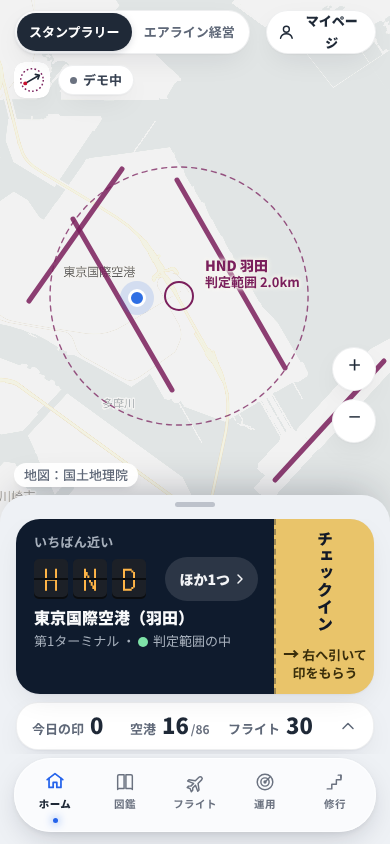 スタンプラリー
エアライン経営
マイペー
ジ
デモ中
東京国際空港
HND 羽田
判定範囲 2.0km
多摩川
+
−
地図：国土地理院
川崎市
いちばん近い
HND
ほか1つ
東京国際空港（羽田）
第1ターミナル ・ 判定範囲の中
チェックイン
→ 右へ引いて
印をもらう
今日の印 0
空港 16/86
フライト 30
ホーム
図鑑
フライト
運用
修行